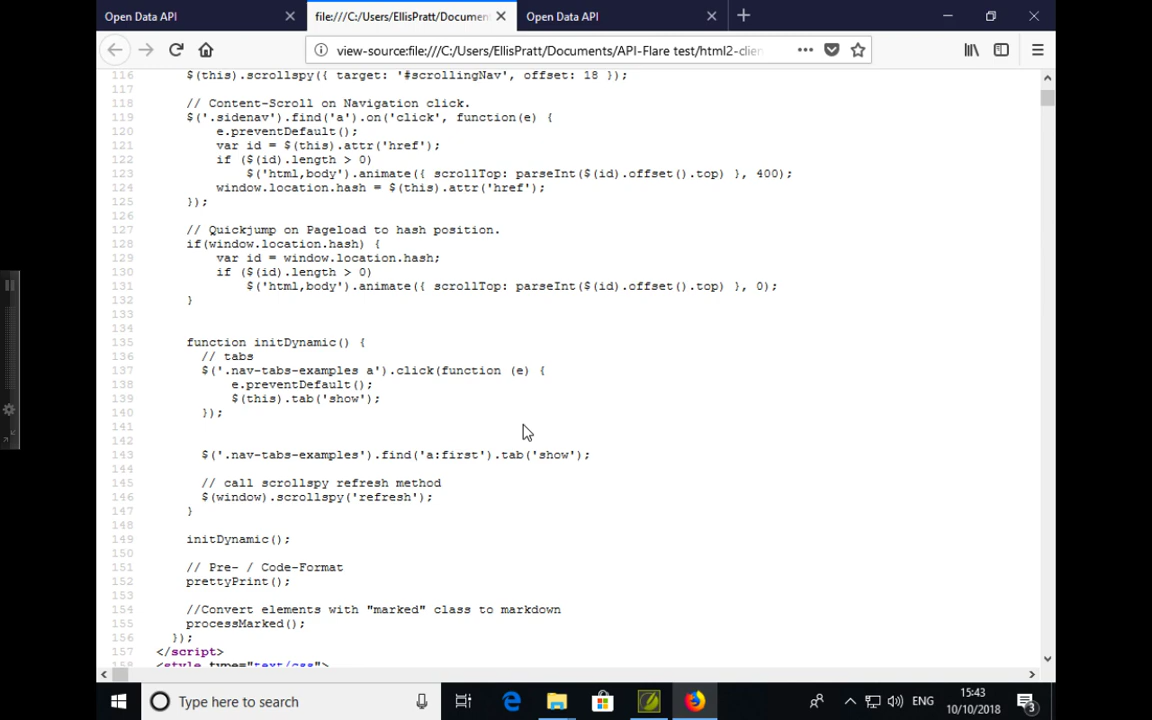 Open Data API
file:///C:/Users/EllisPratt/Document
Open Data API
view-source:file:///C:/Users/EllisPratt/Documents/API-Flare test/html2-clie
116 $(this).scrollspy({ target: '#scrollingNav', offset: 18 });
117
118 // Content-Scroll on Navigation click.
119 $('.sidenav').find('a').on('click', function(e) {
120 e.preventDefault();
121 var id = $(this).attr('href');
122 if ($(id).length > 0)
123 $('html,body').animate({ scrollTop: parseInt($(id).offset().top) }, 400);
124 window.location.hash = $(this).attr('href');
125 });
126
127 // Quickjump on Pageload to hash position.
128 if(window.location.hash) {
129 var id = window.location.hash;
130 if ($(id).length > 0)
131 $('html,body').animate({ scrollTop: parseInt($(id).offset().top) }, 0);
132 }
133
134
135 function initDynamic() {
136 // tabs
137 $('.nav-tabs-examples a').click(function (e) {
138 e.preventDefault();
139 $(this).tab('show');
140 });
141
142
143 $('.nav-tabs-examples').find('a:first').tab('show');
144
145 // call scrollspy refresh method
146 $(window).scrollspy('refresh');
147 }
148
149 initDynamic();
150
151 // Pre- / Code-Format
152 prettyPrint();
153
154 //Convert elements with "marked" class to markdown
155 processMarked();
156 });
157 </script>
158 <style type="text/css">
Type here to search
ENG
15:43
10/10/2018
3